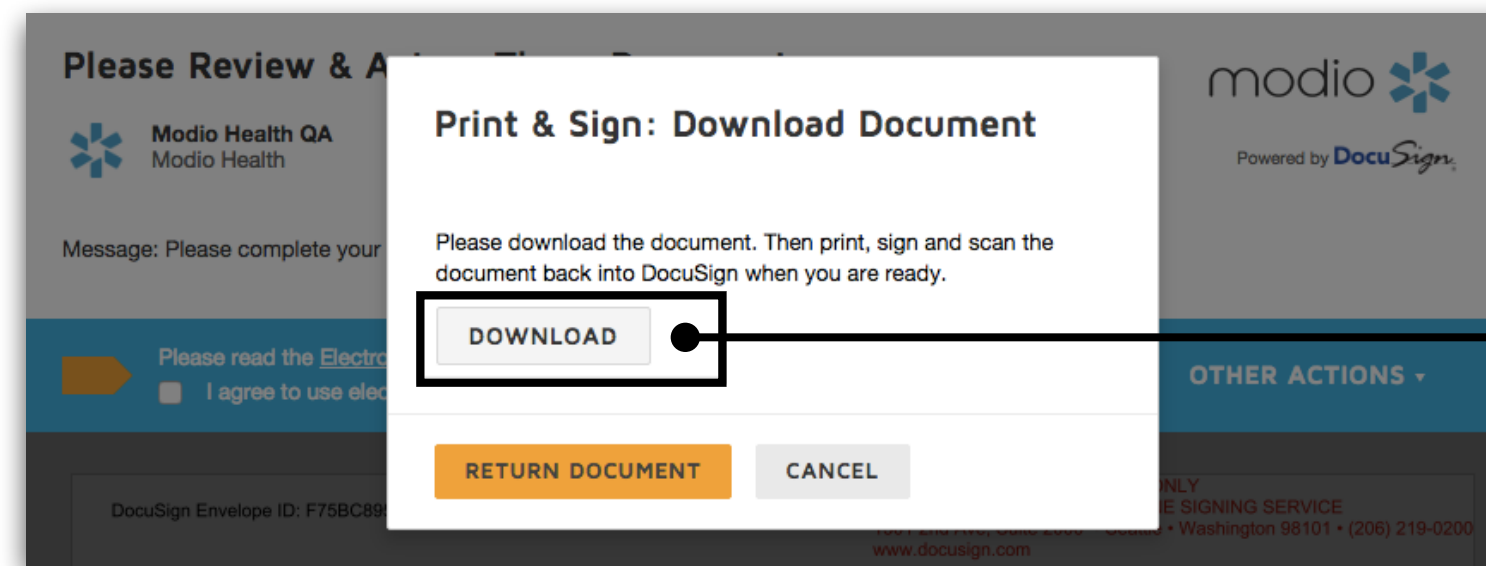 Please Review & A
modio
Modio Health QA
Modio Health
Powered by DocuSign
Message: Please complete your
Print & Sign: Download Document
Please download the document. Then print, sign and scan the
document back into DocuSign when you are ready.
DOWNLOAD
Please read the Electro
I agree to use elec
OTHER ACTIONS
RETURN DOCUMENT
CANCEL
DocuSign Envelope ID: F75BC895
ONLY
E SIGNING SERVICE
Washington 98101 • (206) 219-0200
www.docusign.com